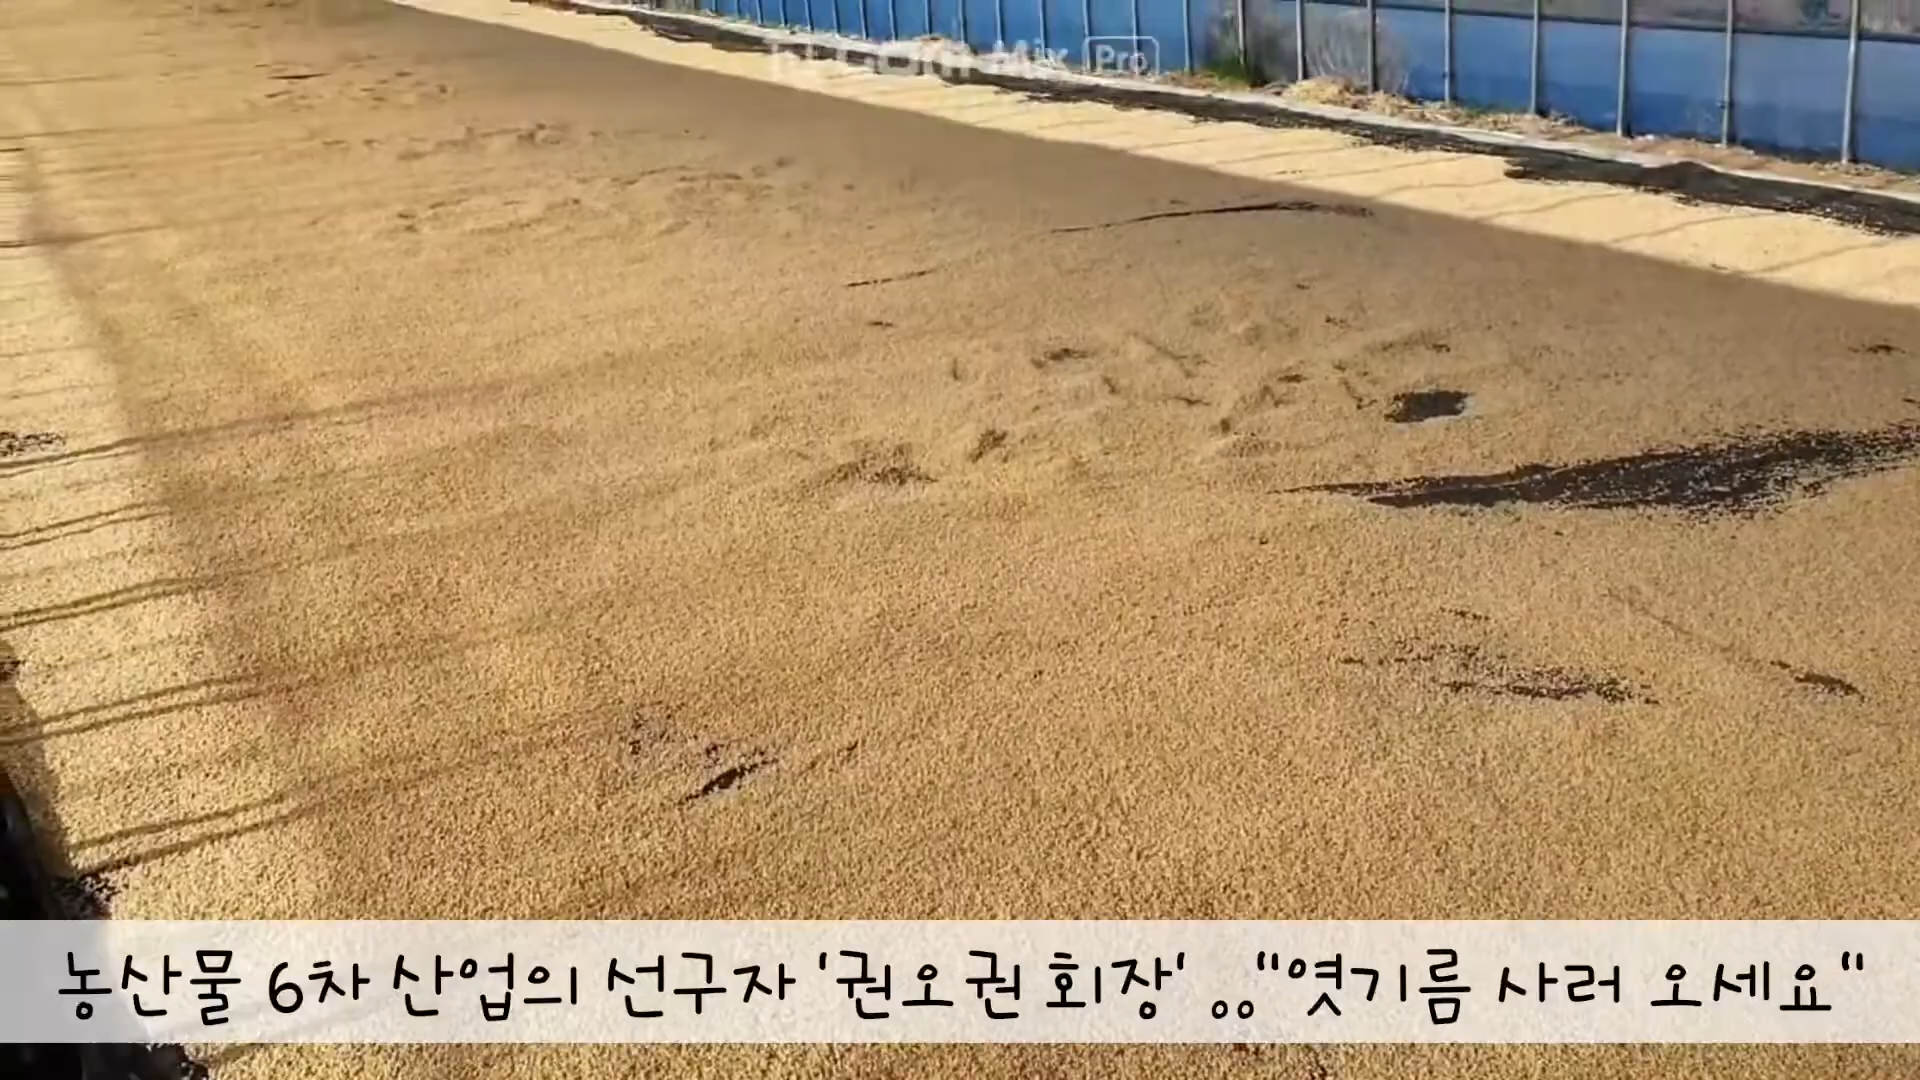 Pro
농산물 6차 산업의 선구자 '권오권 회장' .."엿기름 사러 오세요"